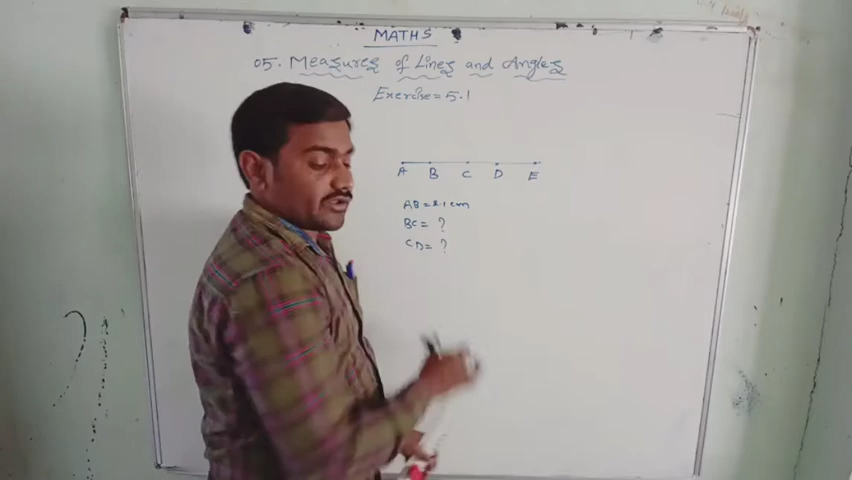 MATHS
05. Measures of Lines and Angles
Exercise = 5.1
A B C D E
AB = 2.1 cm
BC = ?
CD = ?